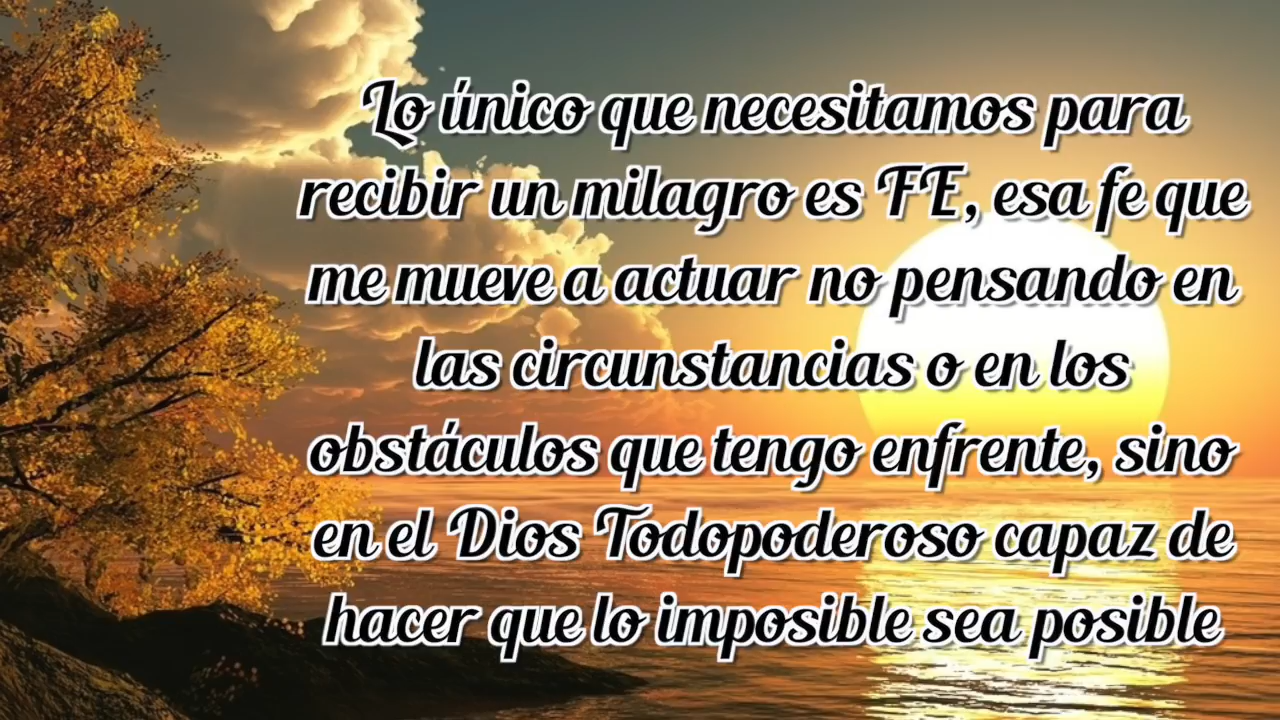 Lo único que necesitamos para
recibir un milagro es FE, esa fe que
me mueve a actuar no pensando en
las circunstancias o en los
obstáculos que tengo enfrente, sino
en el Dios Todopoderoso capaz de
hacer que lo imposible sea posible